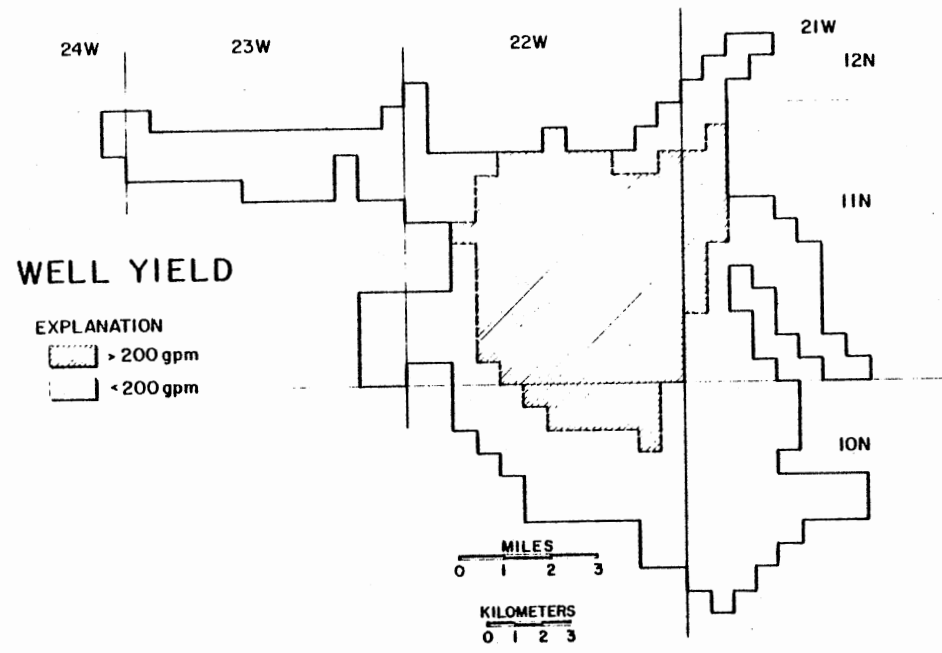 24W 23W 22W 21W
12N
11N
WELL YIELD
EXPLANATION
> 200 gpm
< 200 gpm
10N
MILES
0 1 2 3
KILOMETERS
0 1 2 3